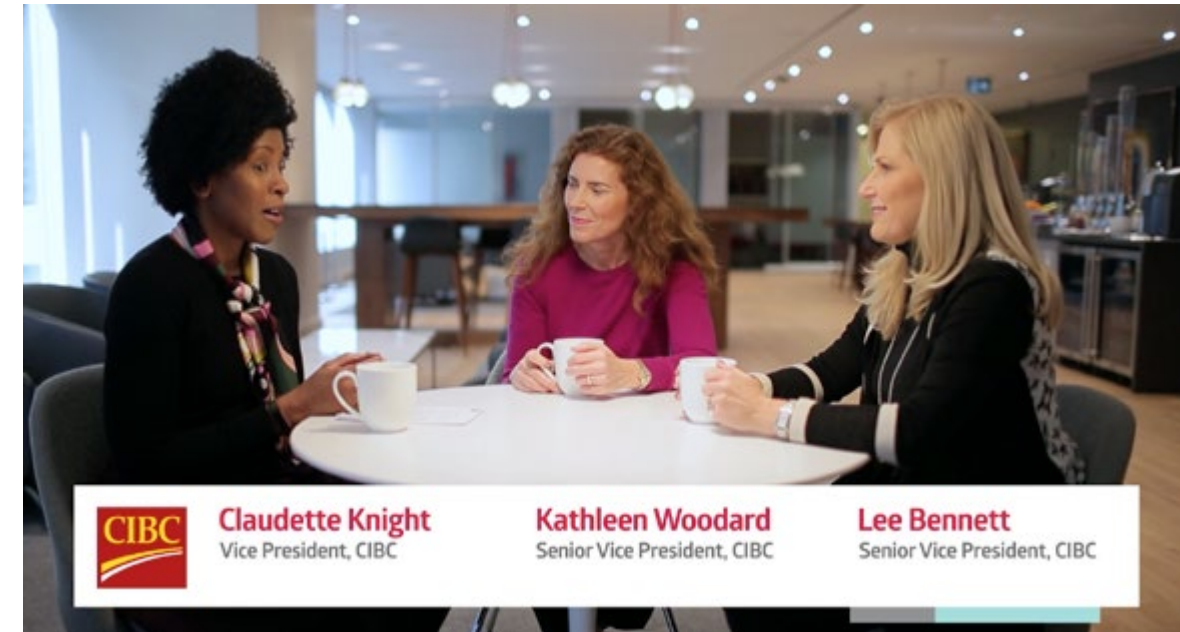 CIBC
Claudette Knight
Vice President, CIBC
Kathleen Woodard
Senior Vice President, CIBC
Lee Bennett
Senior Vice President, CIBC